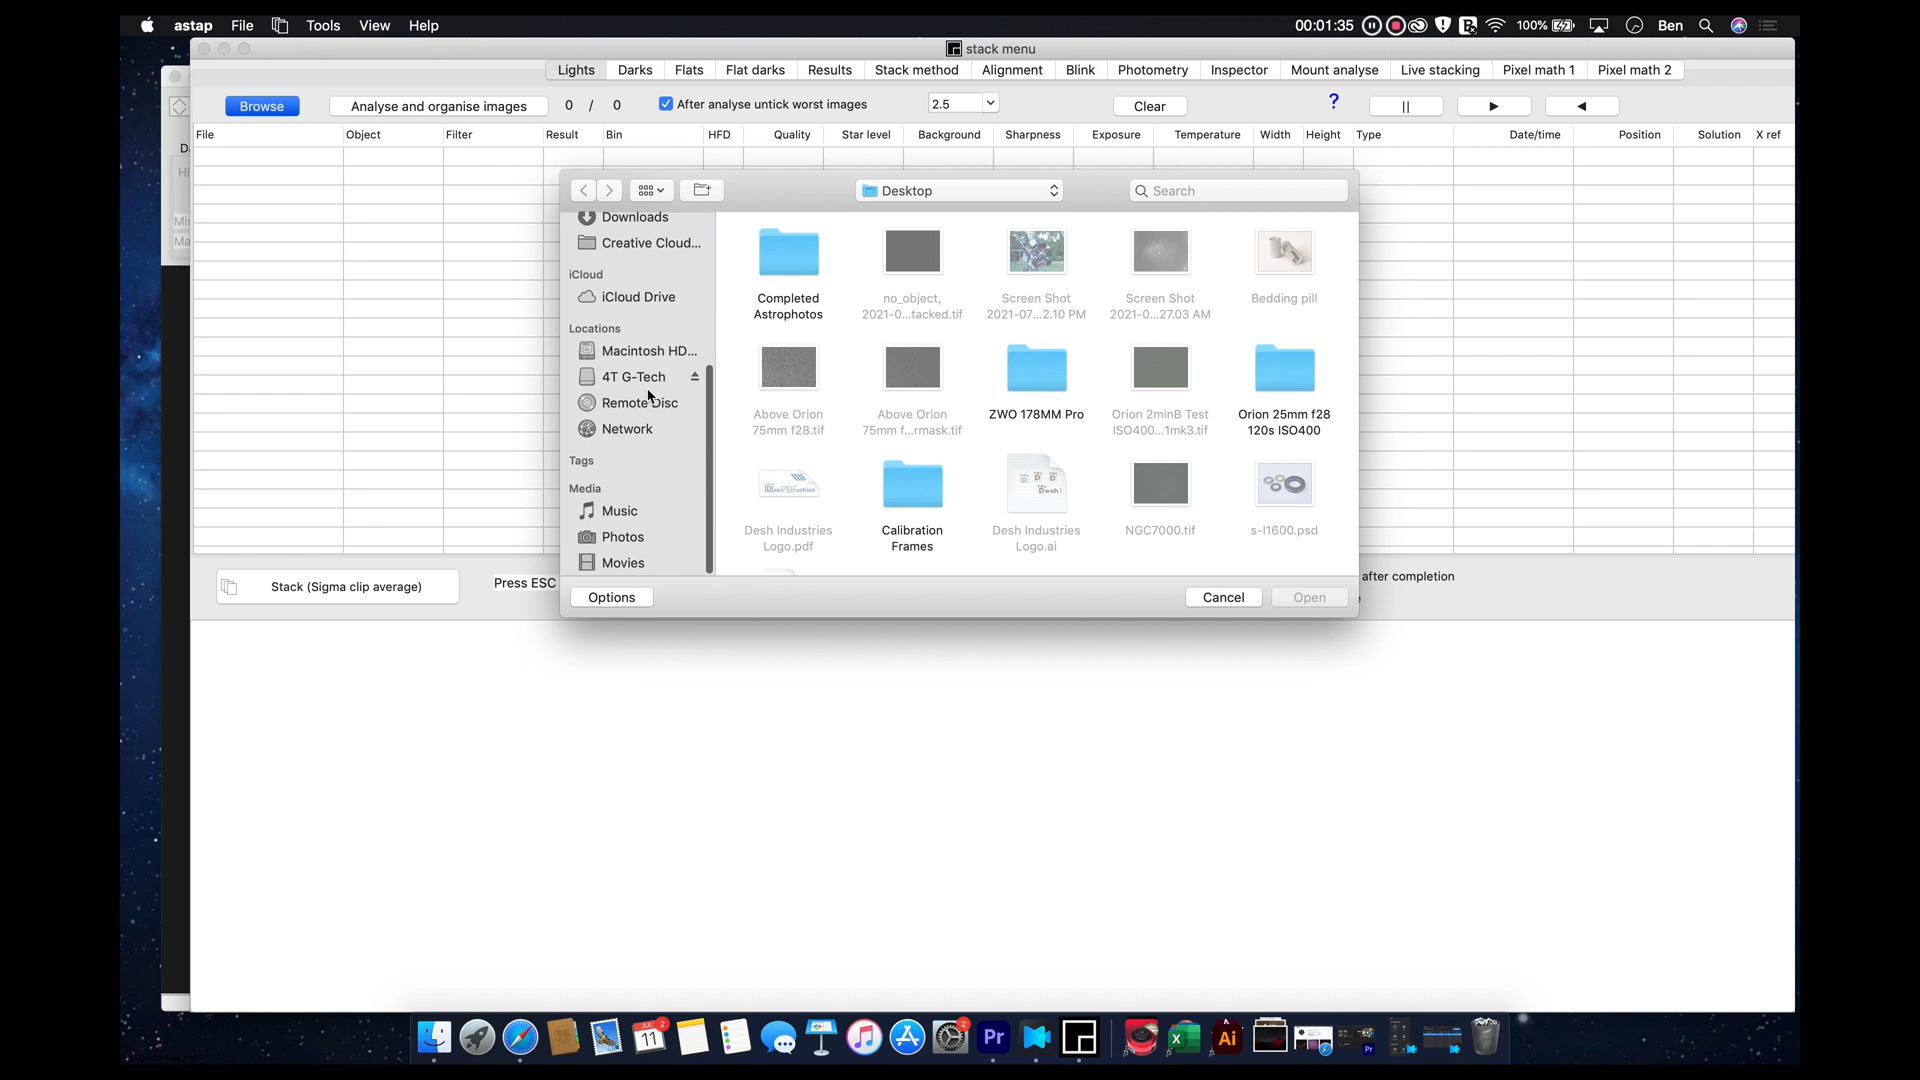 astap File Tools View Help 00:01:35 100% Ben
stack menu
Lights Darks Flats Flat darks Results Stack method Alignment Blink Photometry Inspector Mount analyse Live stacking Pixel math 1 Pixel math 2
Browse Analyse and organise images 0 / 0 After analyse untick worst images 2.5 Clear ? || ▶ ◀
File Object Filter Result Bin HFD Quality Star level Background Sharpness Exposure Temperature Width Height Type Date/time Position Solution X ref
Desktop Search
Downloads
Creative Cloud...
iCloud
iCloud Drive
Locations
Macintosh HD...
4T G-Tech
Remote Disc
Network
Tags
Media
Music
Photos
Movies
Completed
Astrophotos
no_object,
2021-0...tacked.tif
Screen Shot
2021-07...2.10 PM
Screen Shot
2021-0...27.03 AM
Bedding pill
Above Orion
75mm f28.tif
Above Orion
75mm f...rmask.tif
ZWO 178MM Pro
Orion 2minB Test
ISO400...1mk3.tif
Orion 25mm f28
120s ISO400
Desh Industries
Logo.pdf
Calibration
Frames
Desh Industries
Logo.ai
NGC7000.tif
s-l1600.psd
Options Cancel Open
Stack (Sigma clip average) Press ESC after completion
JUL 2
11
2
Pr
Ai